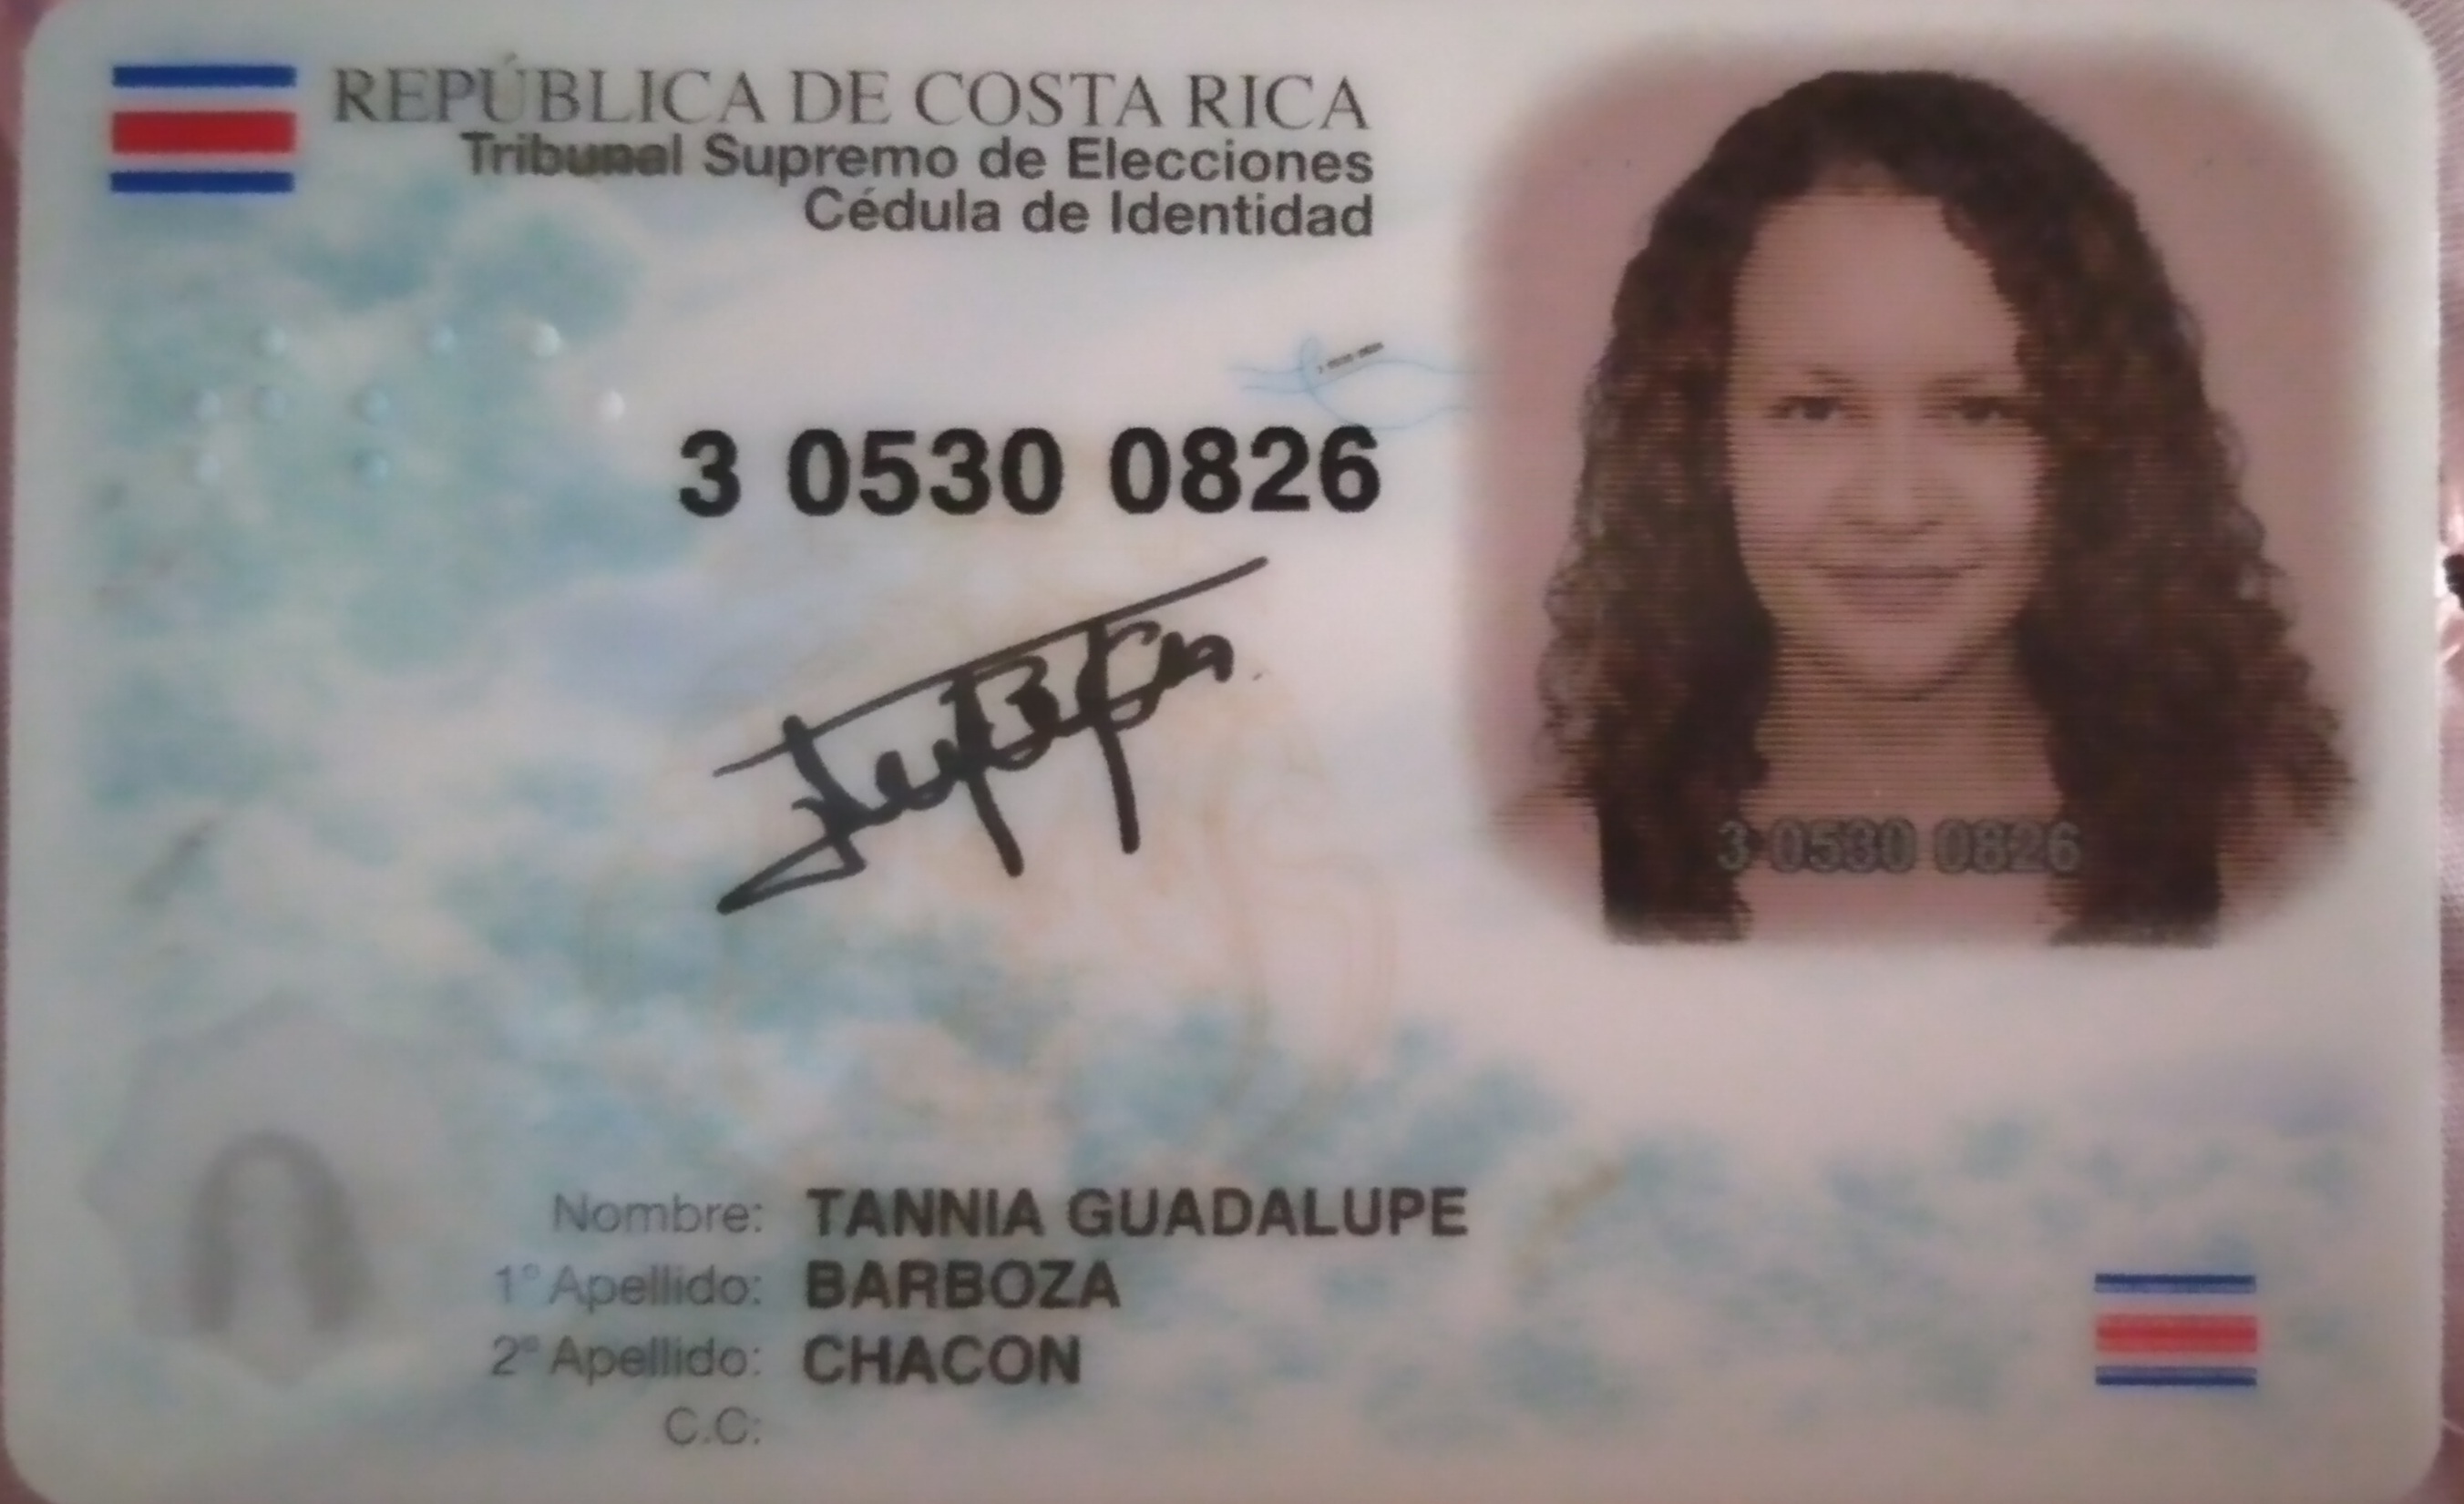 REPÚBLICA DE COSTA RICA
Tribunal Supremo de Elecciones
Cédula de Identidad
3 0530 0826
3 0530 0826
Nombre: TANNIA GUADALUPE
1° Apellido: BARBOZA
2° Apellido: CHACON
C.C: